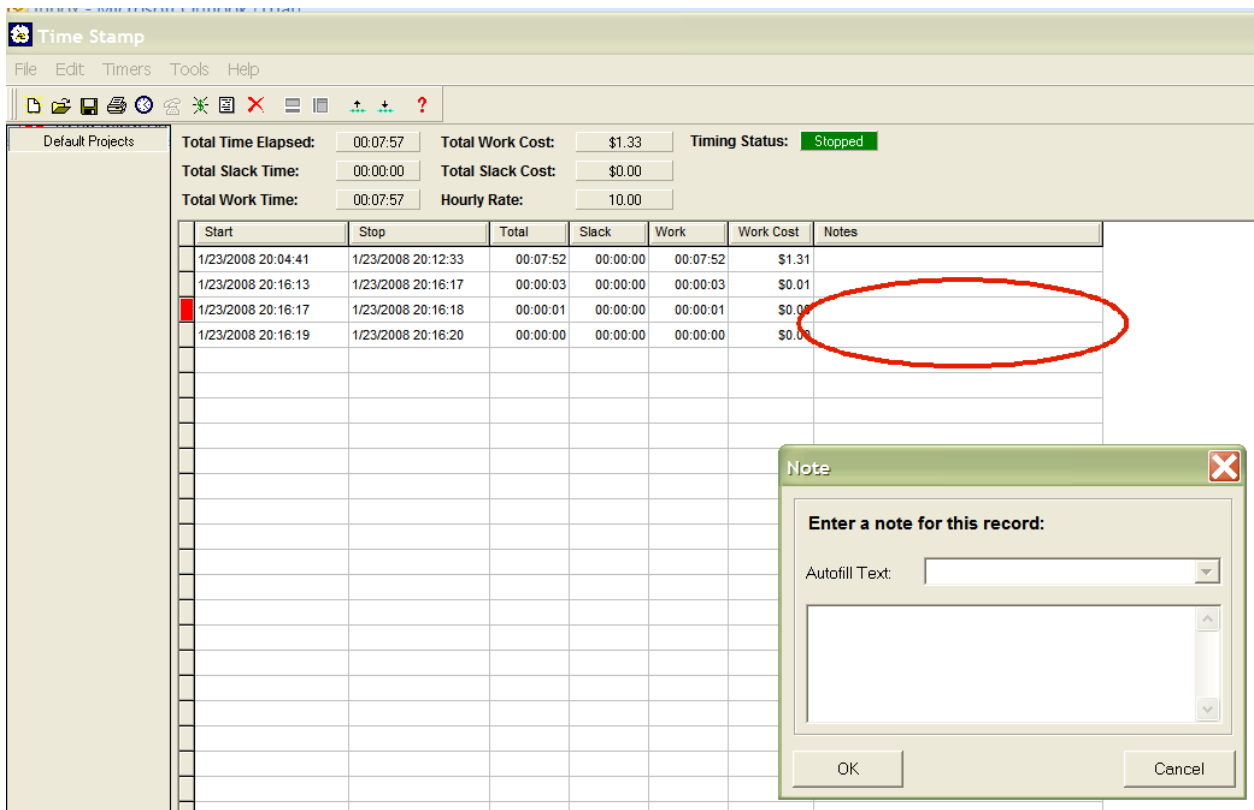 Inbox - Microsoft Outlook
Time Stamp
File Edit Timers Tools Help
?
Default Projects
Total Time Elapsed: 00:07:57 Total Work Cost: $1.33 Timing Status: Stopped
Total Slack Time: 00:00:00 Total Slack Cost: $0.00
Total Work Time: 00:07:57 Hourly Rate: 10.00
Start Stop Total Slack Work Work Cost Notes
1/23/2008 20:04:41 1/23/2008 20:12:33 00:07:52 00:00:00 00:07:52 $1.31
1/23/2008 20:16:13 1/23/2008 20:16:17 00:00:03 00:00:00 00:00:03 $0.01
1/23/2008 20:16:17 1/23/2008 20:16:18 00:00:01 00:00:00 00:00:01 $0.00
1/23/2008 20:16:19 1/23/2008 20:16:20 00:00:00 00:00:00 00:00:00 $0.00
Note
Enter a note for this record:
Autofill Text:
OK Cancel